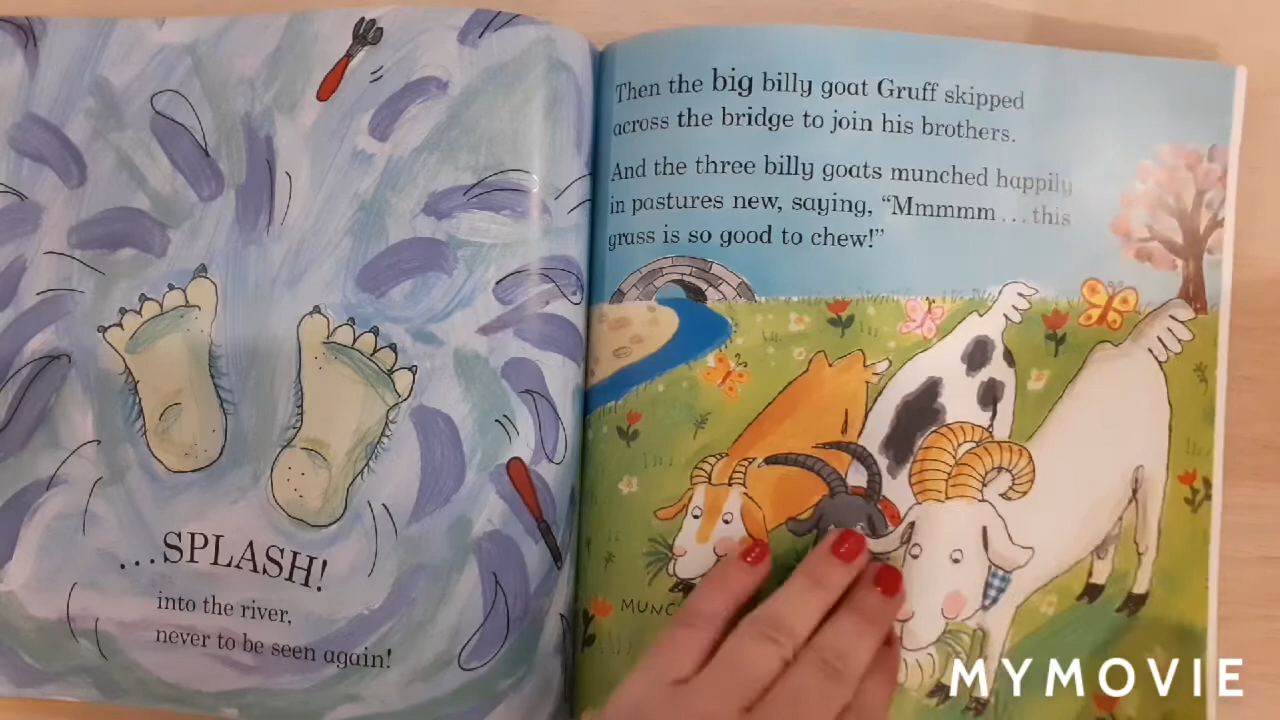 ...SPLASH!
into the river,
never to be seen again!
Then the big billy goat Gruff skipped
across the bridge to join his brothers.
And the three billy goats munched happily
in pastures new, saying, “Mmmmm...this
grass is so good to chew!”
MYMOVIE